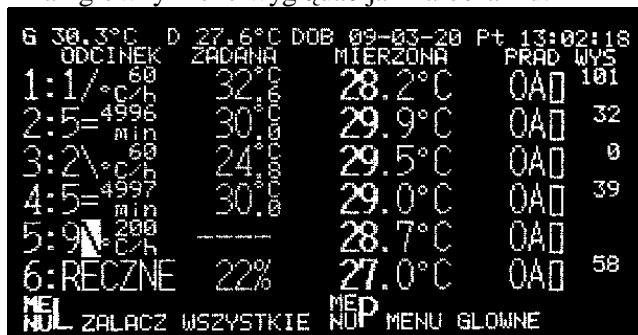 G 30.3°C D 27.6°C DOB 09-03-20 Pt 13:02:18
ODCINEK ZADANA MIERZONA PRAD WYS
1:1/ 60 °C/h 32.6°C 28.2°C 0A 101
2:5= 4996 min 30.0°C 29.9°C 0A 32
3:2\ 60 °C/h 24.8°C 29.5°C 0A 0
4:5= 4997 min 30.0°C 29.0°C 0A 39
5:9\ 200 °C/h ---- 28.7°C 0A
6:RECZNE 22% 27.0°C 0A 58
MENU L ZALACZ WSZYSTKIE MENU P MENU GLOWNE